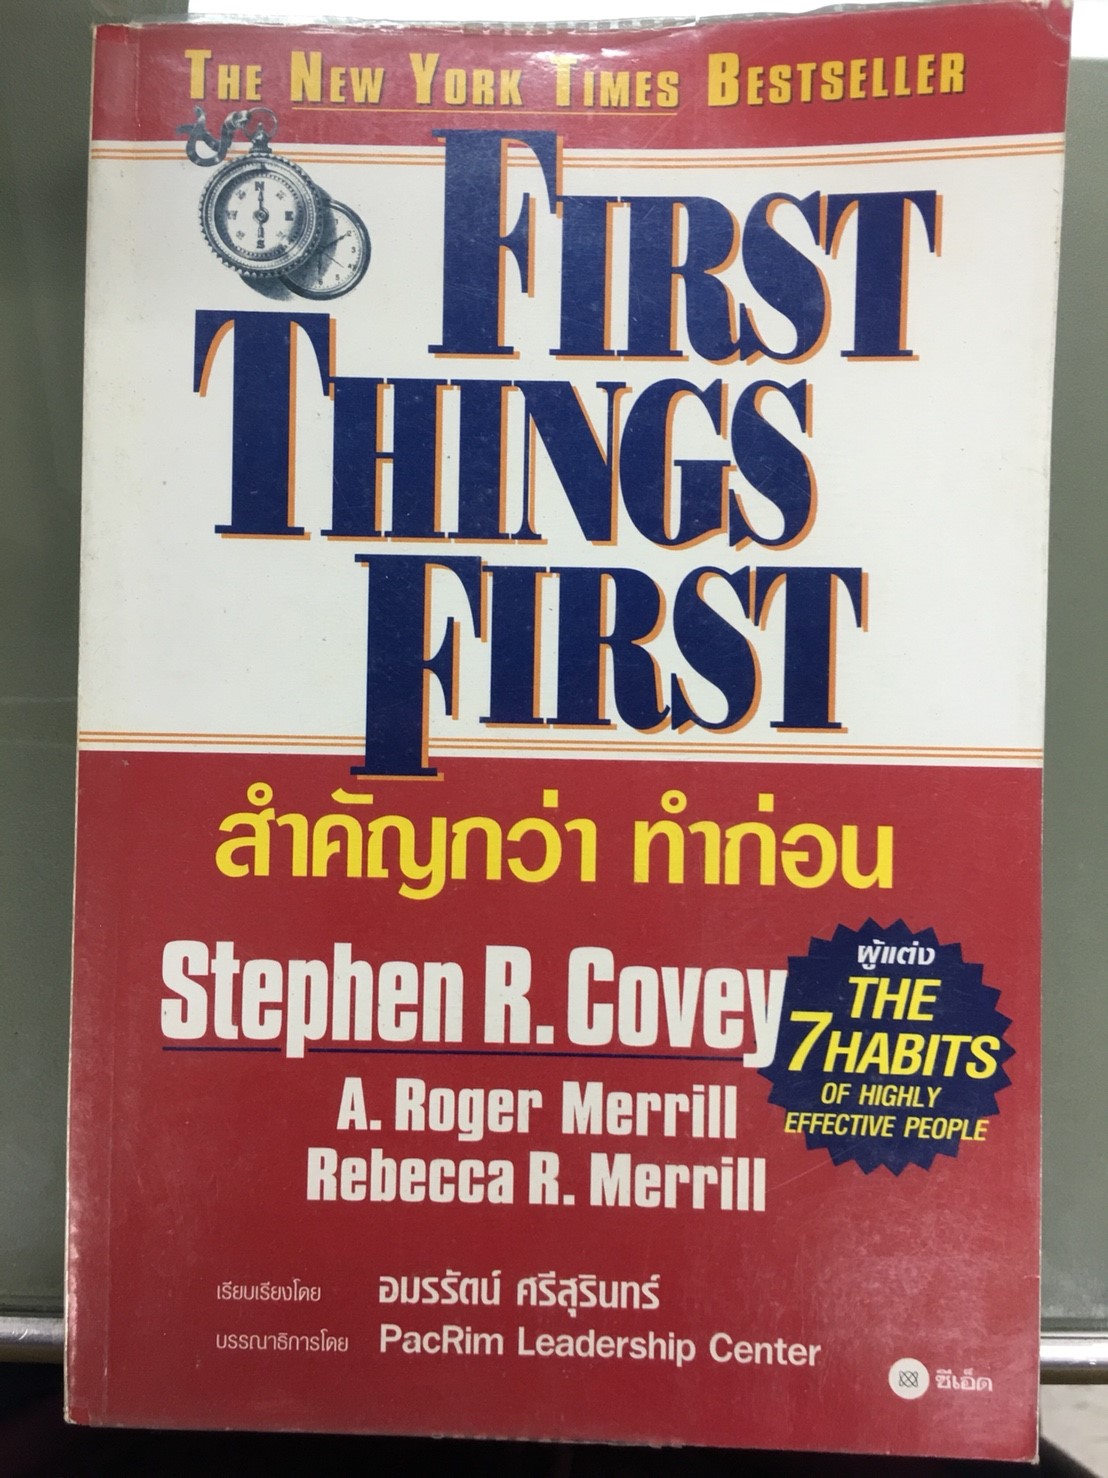 THE NEW YORK TIMES BESTSELLER
FIRST
THINGS
FIRST
สำคัญกว่า ทำก่อน
Stephen R. Covey
A. Roger Merrill
Rebecca R. Merrill
ผู้แต่ง
THE
7 HABITS
OF HIGHLY
EFFECTIVE PEOPLE
เรียบเรียงโดย อมรรัตน์ ศรีสุรินทร์
บรรณาธิการโดย PacRim Leadership Center
ซีเอ็ด